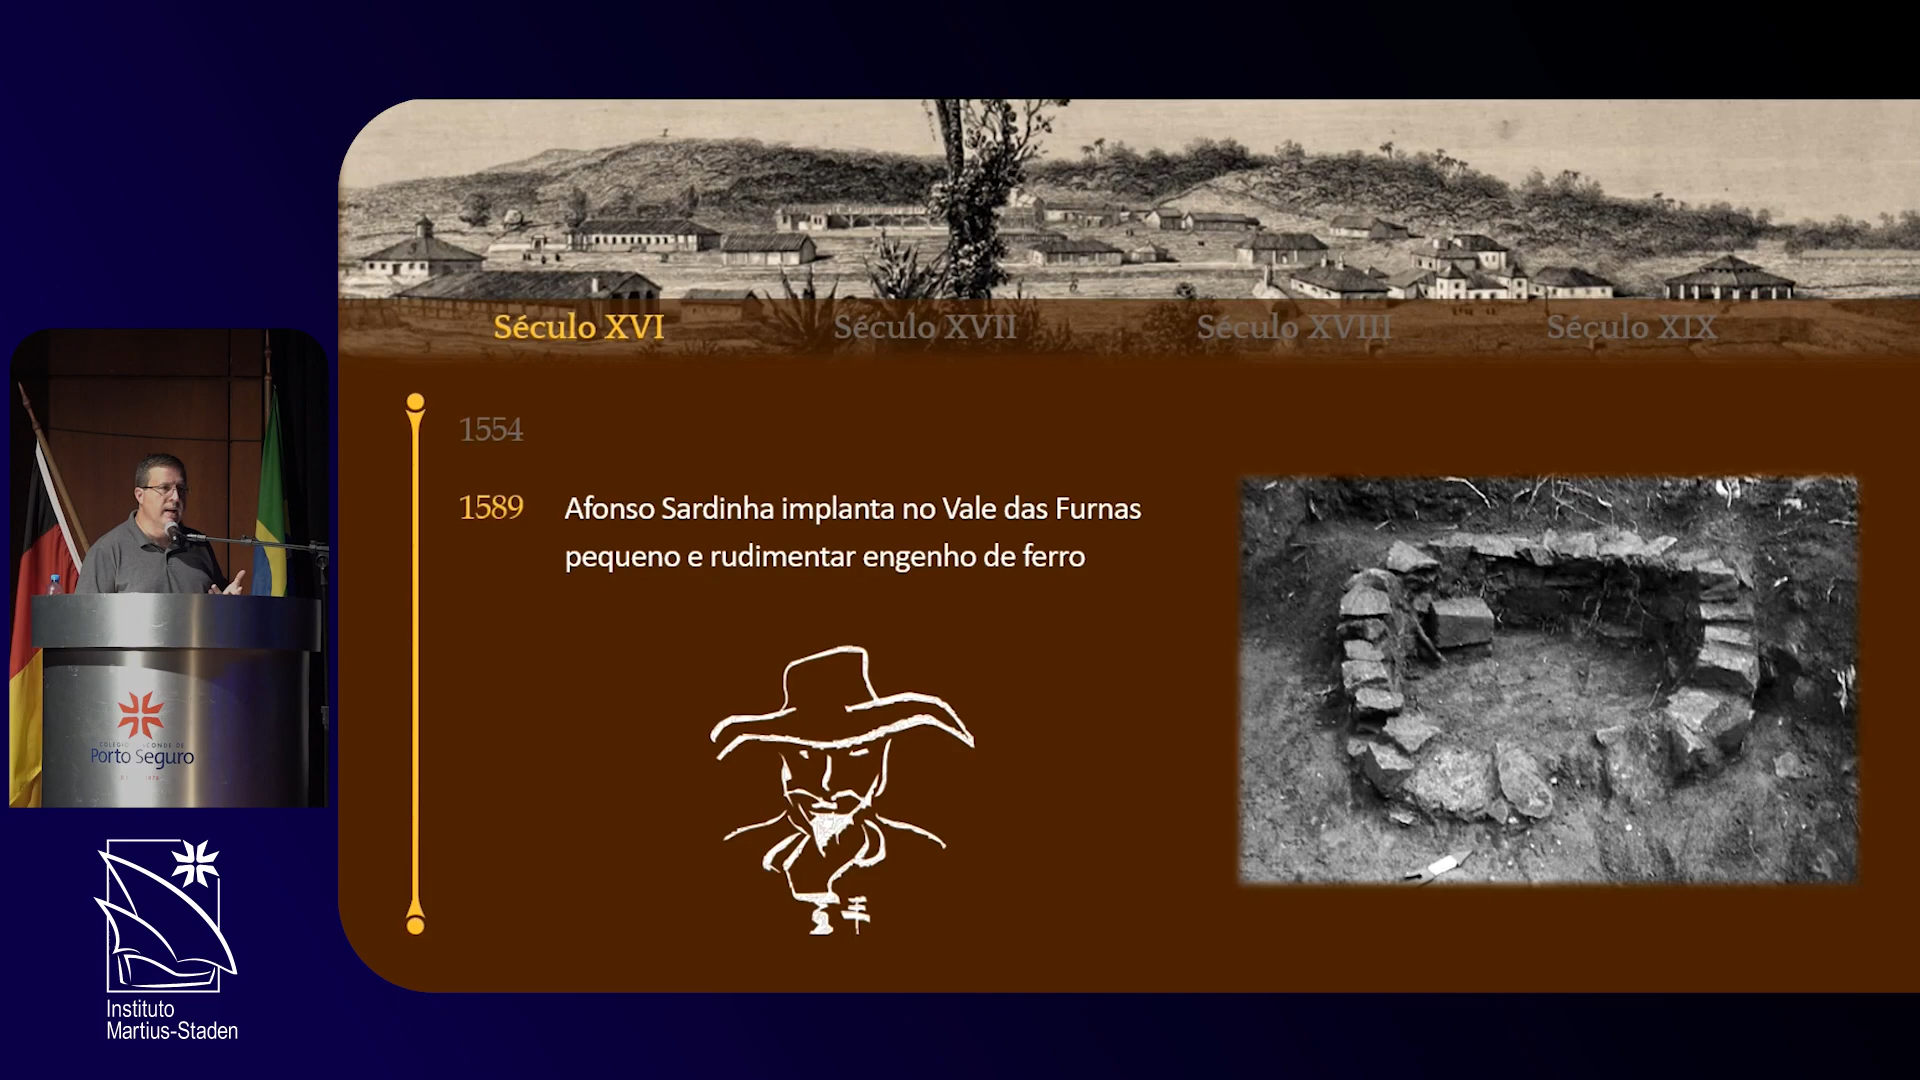 Século XVI
Século XVII
Século XVIII
Século XIX
1554
1589
Afonso Sardinha implanta no Vale das Furnas
pequeno e rudimentar engenho de ferro
Porto Seguro
Instituto
Martius-Staden